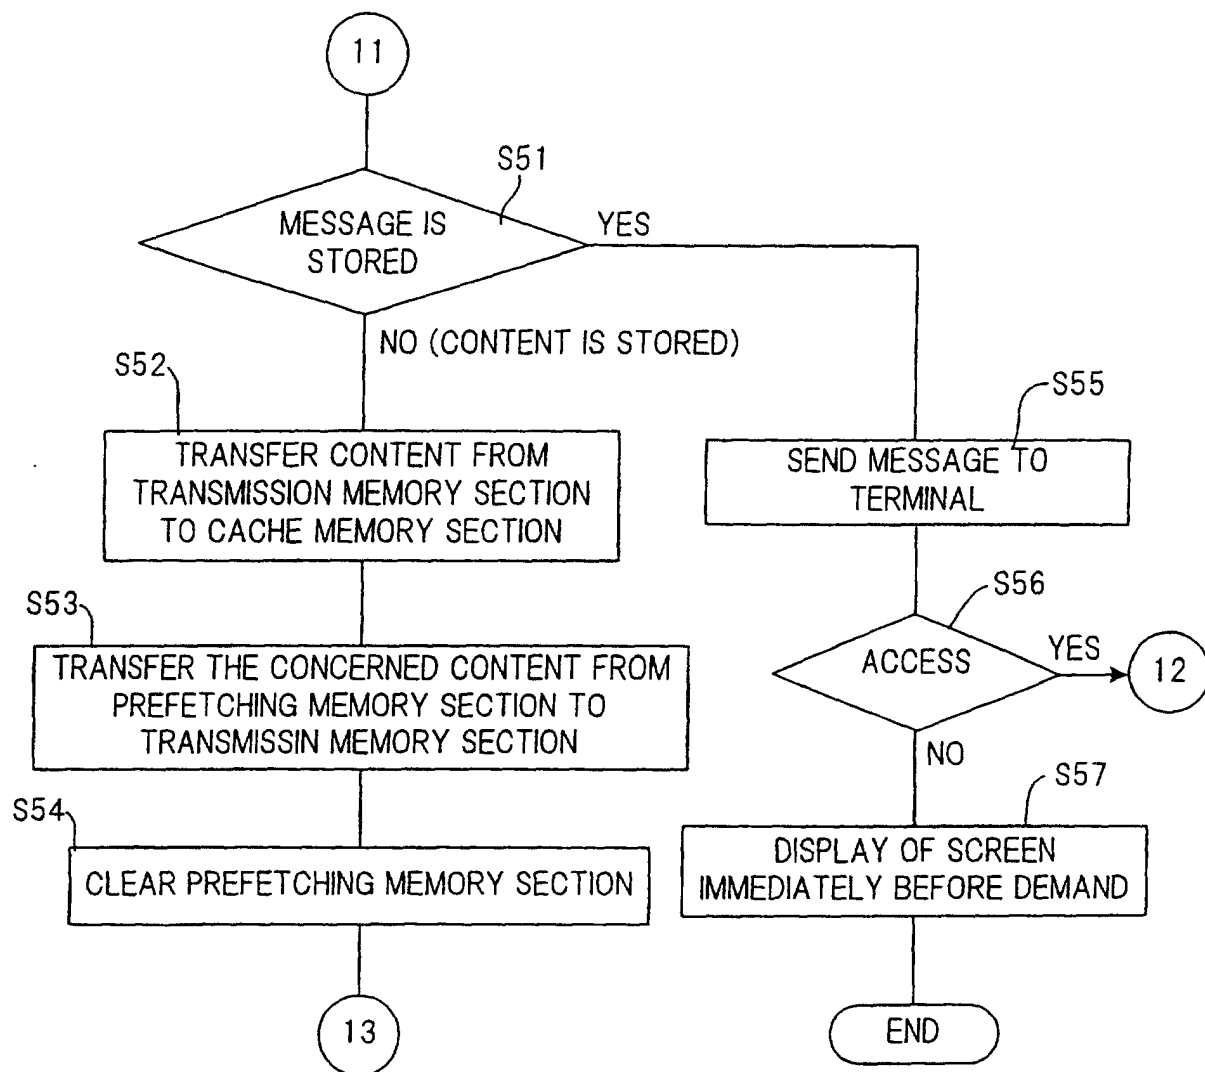 11
S51
MESSAGE IS
STORED
YES
NO (CONTENT IS STORED)
S52
TRANSFER CONTENT FROM
TRANSMISSION MEMORY SECTION
TO CACHE MEMORY SECTION
S53
TRANSFER THE CONCERNED CONTENT FROM
PREFETCHING MEMORY SECTION TO
TRANSMISSIN MEMORY SECTION
S54
CLEAR PREFETCHING MEMORY SECTION
13
S55
SEND MESSAGE TO
TERMINAL
S56
ACCESS
YES
12
NO
S57
DISPLAY OF SCREEN
IMMEDIATELY BEFORE DEMAND
END